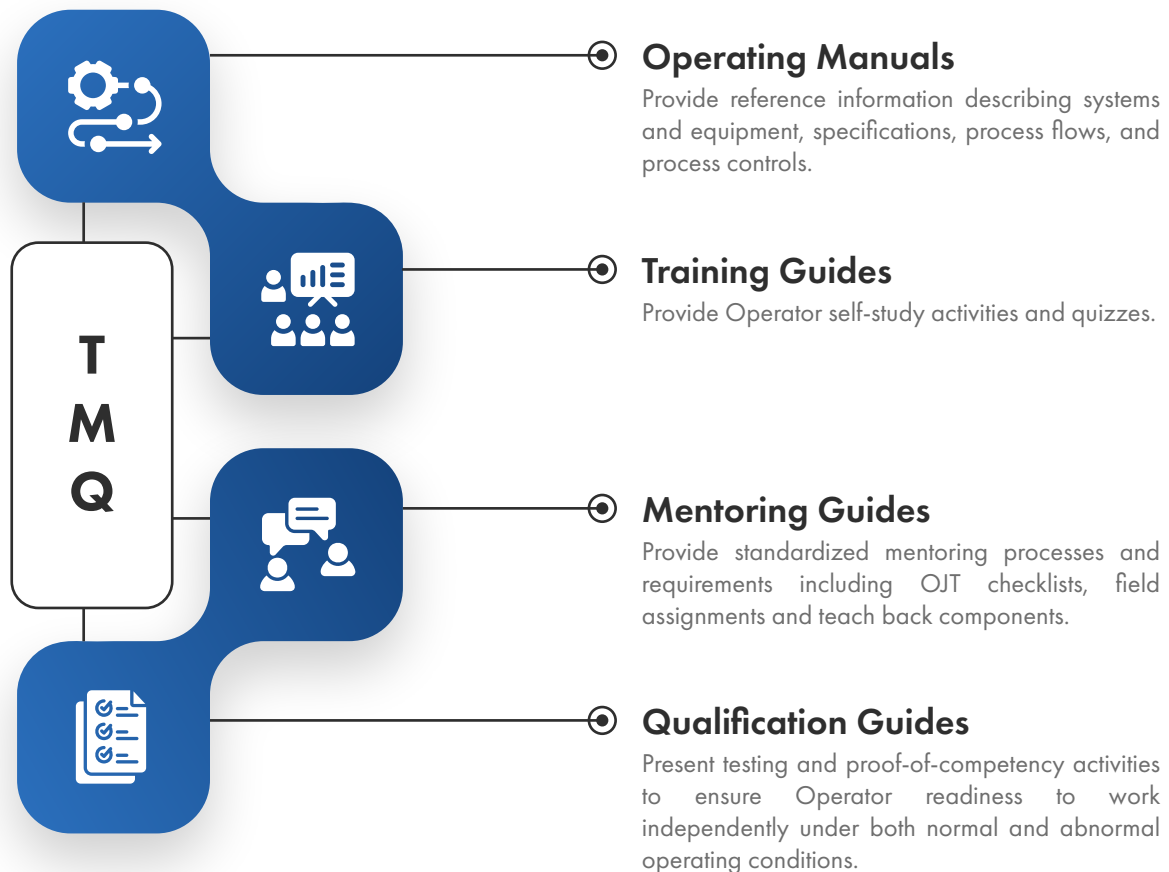 Operating Manuals
Provide reference information describing systems
and equipment, specifications, process flows, and
process controls.
Training Guides
Provide Operator self-study activities and quizzes.
T
M
Q
Mentoring Guides
Provide standardized mentoring processes and
requirements including OJT checklists, field
assignments and teach back components.
Qualification Guides
Present testing and proof-of-competency activities
to ensure Operator readiness to work
independently under both normal and abnormal
operating conditions.